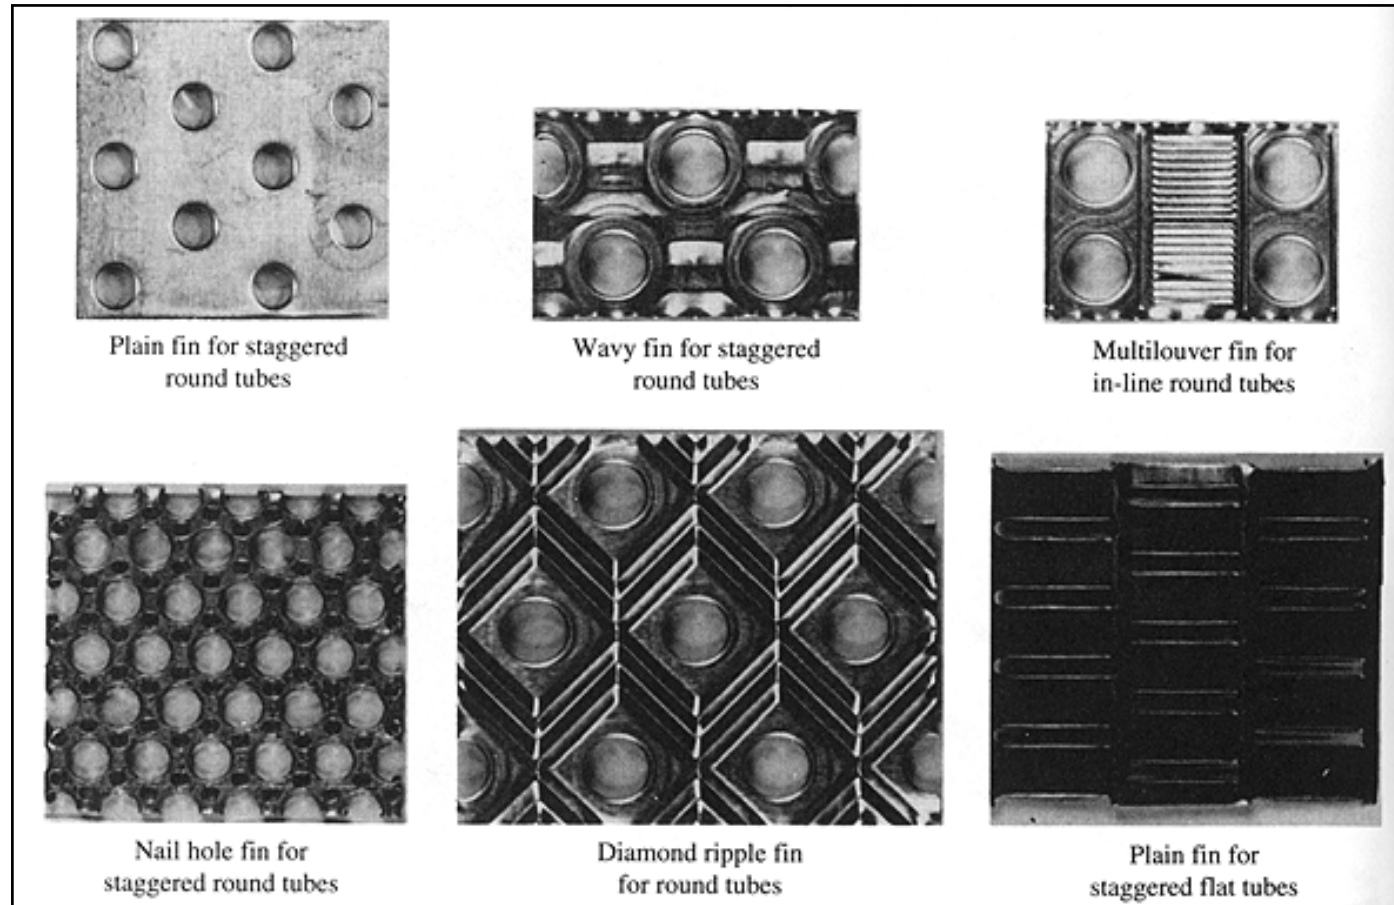 Plain fin for staggered
round tubes
Wavy fin for staggered
round tubes
Multilouver fin for
in-line round tubes
Nail hole fin for
staggered round tubes
Diamond ripple fin
for round tubes
Plain fin for
staggered flat tubes